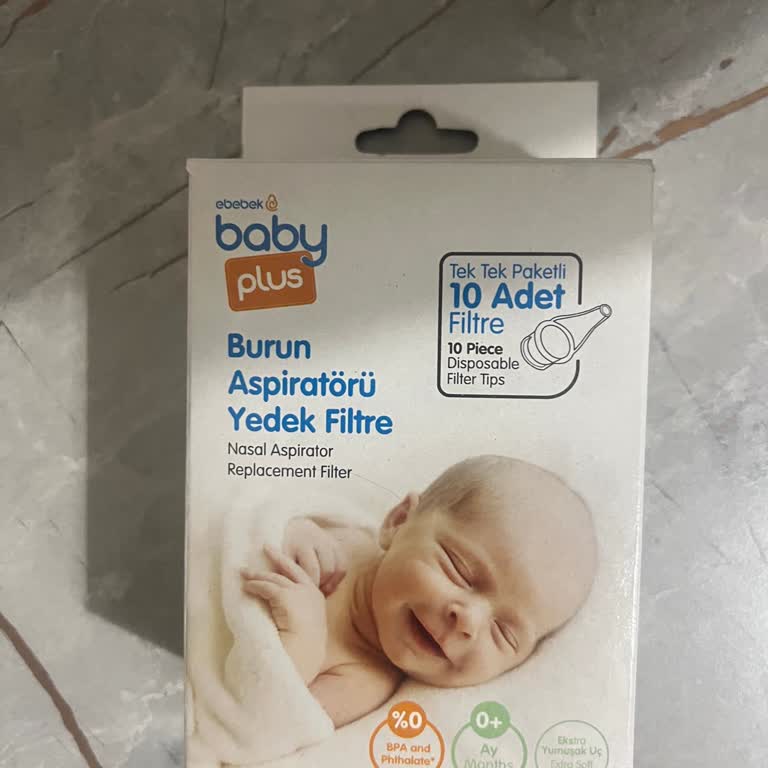 ebebek
baby
plus
Tek Tek Paketli
10 Adet
Filtre
10 Piece
Disposable
Filter Tips
Burun
Aspiratörü
Yedek Filtre
Nasal Aspirator
Replacement Filter
%0
BPA and
Phthalate*
0+
Ay
Months
Ekstra
Yumuşak Uç
Extra Soft